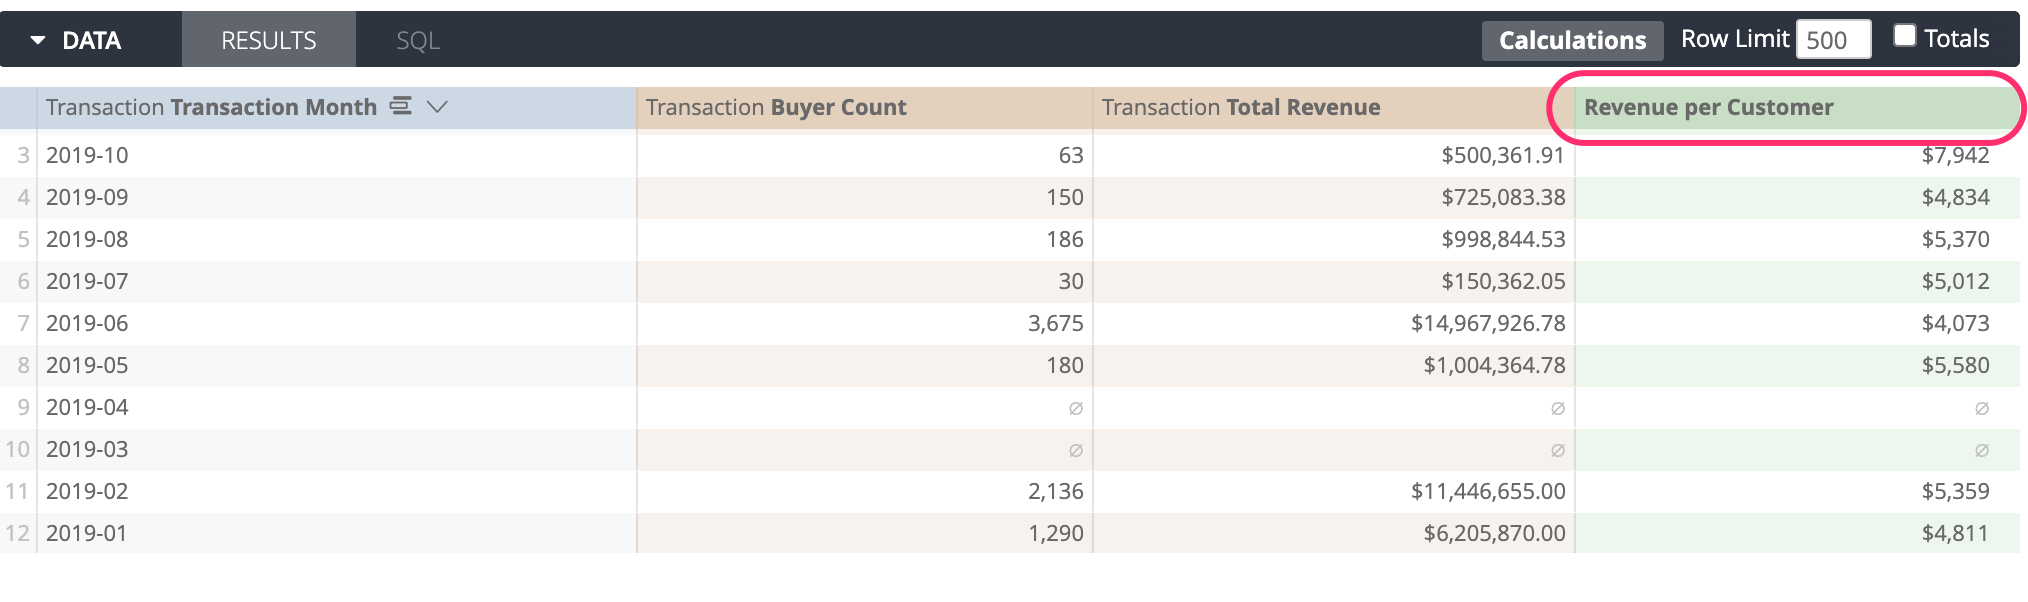 DATA RESULTS SQL Calculations Row Limit 500 Totals
Transaction Transaction Month Transaction Buyer Count Transaction Total Revenue Revenue per Customer
3 2019-10 63 $500,361.91 $7,942
4 2019-09 150 $725,083.38 $4,834
5 2019-08 186 $998,844.53 $5,370
6 2019-07 30 $150,362.05 $5,012
7 2019-06 3,675 $14,967,926.78 $4,073
8 2019-05 180 $1,004,364.78 $5,580
9 2019-04 ∅ ∅ ∅
10 2019-03 ∅ ∅ ∅
11 2019-02 2,136 $11,446,655.00 $5,359
12 2019-01 1,290 $6,205,870.00 $4,811